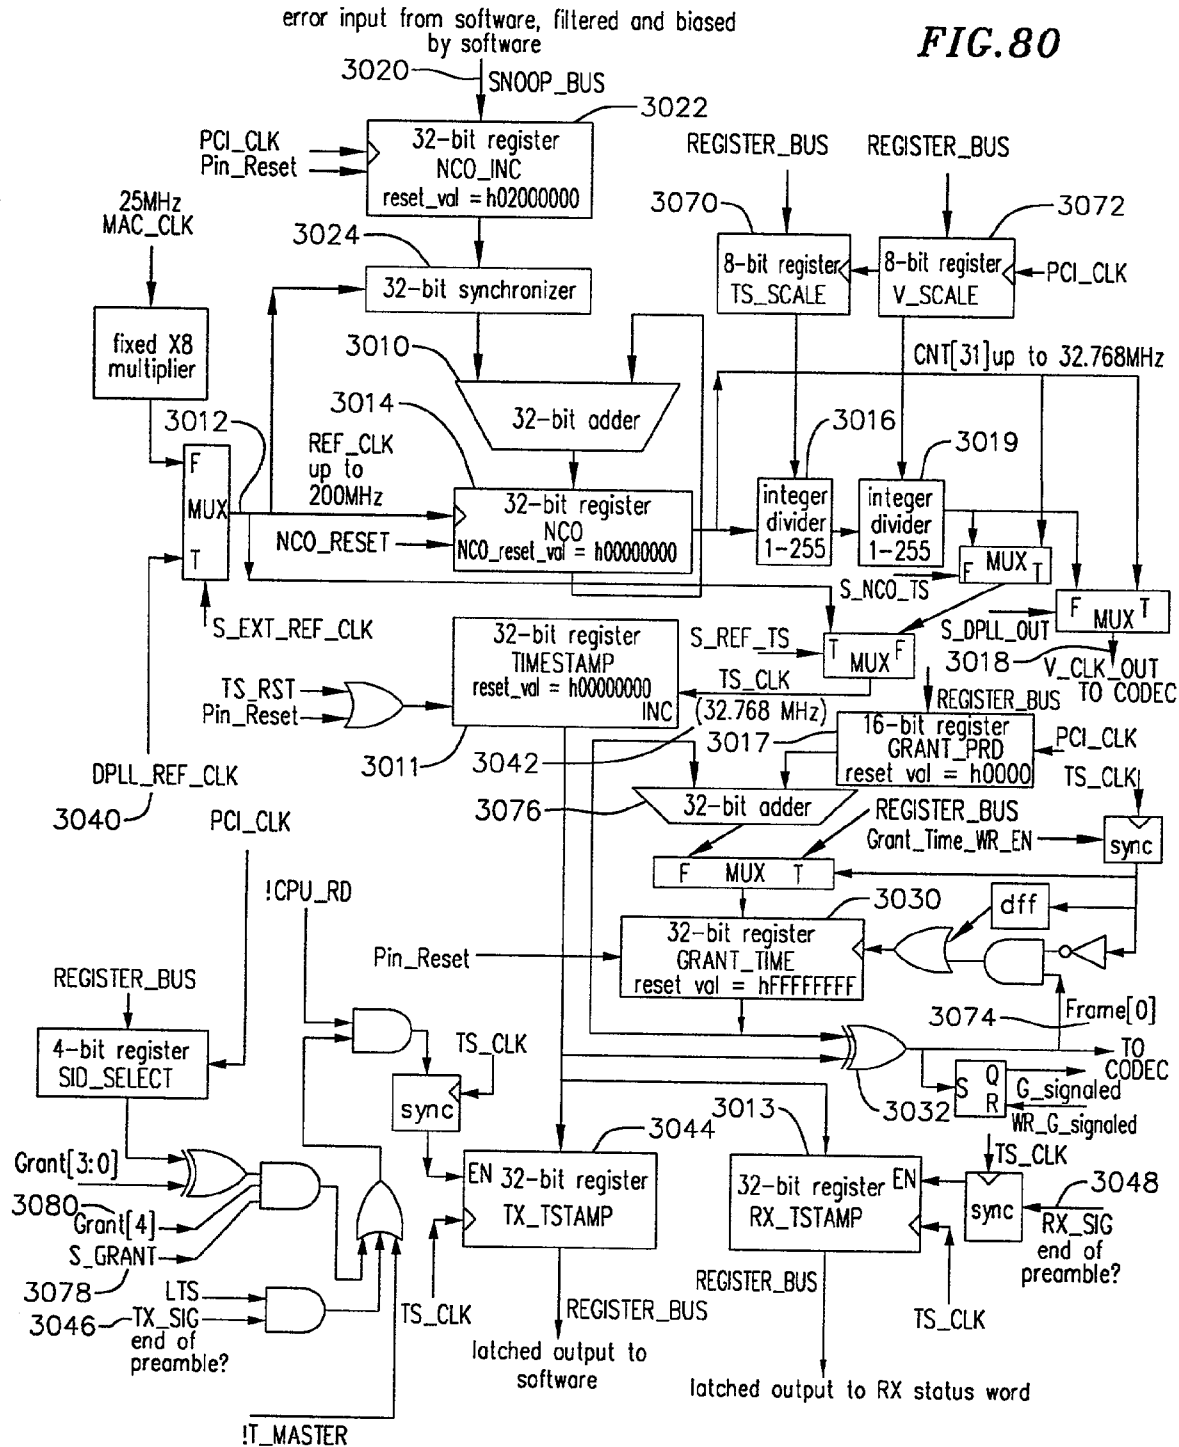 error input from software, filtered and biased
by software
FIG.80
3020
SNOOP_BUS
3022
PCI_CLK
Pin_Reset
32-bit register
NCO_INC
reset_val = h02000000
REGISTER_BUS
REGISTER_BUS
25MHz
MAC_CLK
3024
3070
3072
32-bit synchronizer
8-bit register
TS_SCALE
8-bit register
V_SCALE
PCI_CLK
fixed X8
multiplier
3010
CNT[31]up to 32.768MHz
32-bit adder
3012
3014
REF_CLK
up to
200MHz
3016
3019
F
MUX
T
32-bit register
NCO
NCO_reset_val = h00000000
NCO_RESET
integer
divider
1-255
integer
divider
1-255
F MUX T
S_NCO_TS
S_EXT_REF_CLK
F MUX T
S_DPLL_OUT
3018
V_CLK_OUT
TO CODEC
32-bit register
TIMESTAMP
reset_val = h00000000
INC
S_REF_TS
T MUX F
TS_CLK
(32.768 MHz)
TS_RST
Pin_Reset
3011
3042
3017
REGISTER_BUS
16-bit register
GRANT_PRD
reset val = h0000
PCI_CLK
TS_CLK
DPLL_REF_CLK
3040
PCI_CLK
3076
32-bit adder
REGISTER_BUS
Grant_Time_WR_EN
sync
F MUX T
!CPU_RD
3030
dff
Pin_Reset
32-bit register
GRANT_TIME
reset val = hFFFFFFFF
REGISTER_BUS
3074
Frame[0]
4-bit register
SID_SELECT
TS_CLK
sync
TO
CODEC
3032
S Q
R
G_signaled
WR_G_signaled
3044
3013
TS_CLK
Grant[3:0]
3080
Grant[4]
S_GRANT
3078
EN 32-bit register
TX_TSTAMP
32-bit register EN
RX_TSTAMP
sync
3048
RX_SIG
end of
preamble?
LTS
3046
TX_SIG
end of
preamble?
TS_CLK
REGISTER_BUS
REGISTER_BUS
TS_CLK
latched output to
software
latched output to RX status word
!T_MASTER